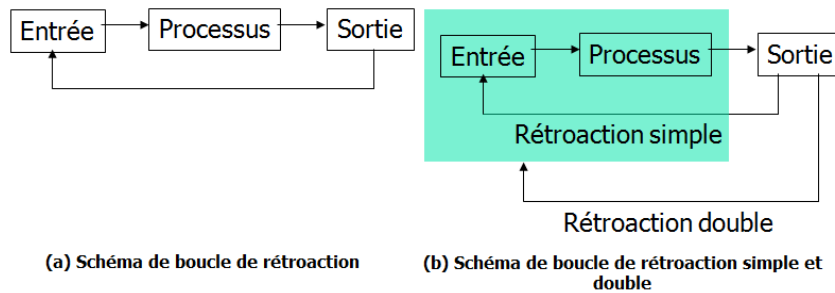 Entrée
Processus
Sortie
(a) Schéma de boucle de rétroaction
Entrée
Processus
Sortie
Rétroaction simple
Rétroaction double
(b) Schéma de boucle de rétroaction simple et
double